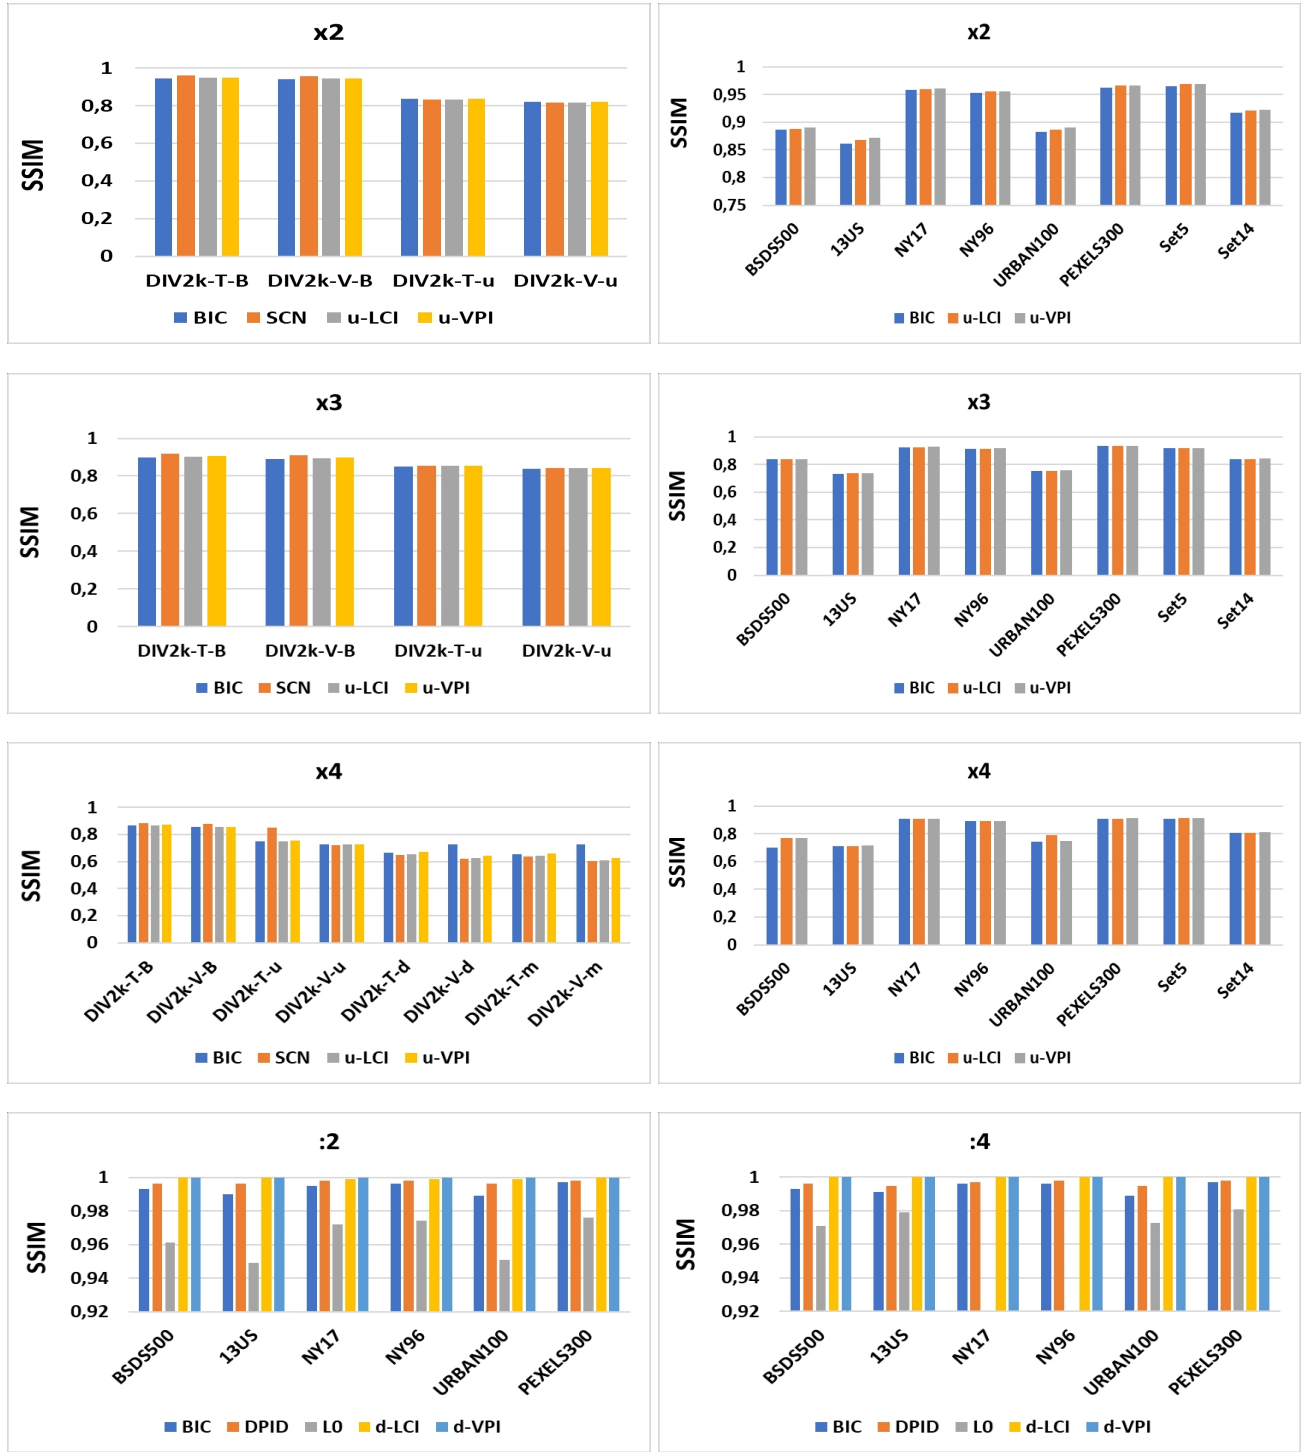 x2
SSIM
1
0,8
0,6
0,4
0,2
0
DIV2k-T-B DIV2k-V-B DIV2k-T-u DIV2k-V-u
BIC SCN u-LCI u-VPI
x2
SSIM
1
0,95
0,9
0,85
0,8
0,75
BSDS500 13US NY17 NY96 URBAN100 PEXELS300 Set5 Set14
BIC u-LCI u-VPI
x3
SSIM
1
0,8
0,6
0,4
0,2
0
DIV2k-T-B DIV2k-V-B DIV2k-T-u DIV2k-V-u
BIC SCN u-LCI u-VPI
x3
SSIM
1
0,8
0,6
0,4
0,2
0
BSDS500 13US NY17 NY96 URBAN100 PEXELS300 Set5 Set14
BIC u-LCI u-VPI
x4
SSIM
1
0,8
0,6
0,4
0,2
0
DIV2k-T-B DIV2k-V-B DIV2k-T-u DIV2k-V-u DIV2k-T-d DIV2k-V-d DIV2k-T-m DIV2k-V-m
BIC SCN u-LCI u-VPI
x4
SSIM
1
0,8
0,6
0,4
0,2
0
BSDS500 13US NY17 NY96 URBAN100 PEXELS300 Set5 Set14
BIC u-LCI u-VPI
:2
SSIM
1
0,98
0,96
0,94
0,92
BSDS500 13US NY17 NY96 URBAN100 PEXELS300
BIC DPID L0 d-LCI d-VPI
:4
SSIM
1
0,98
0,96
0,94
0,92
BSDS500 13US NY17 NY96 URBAN100 PEXELS300
BIC DPID L0 d-LCI d-VPI